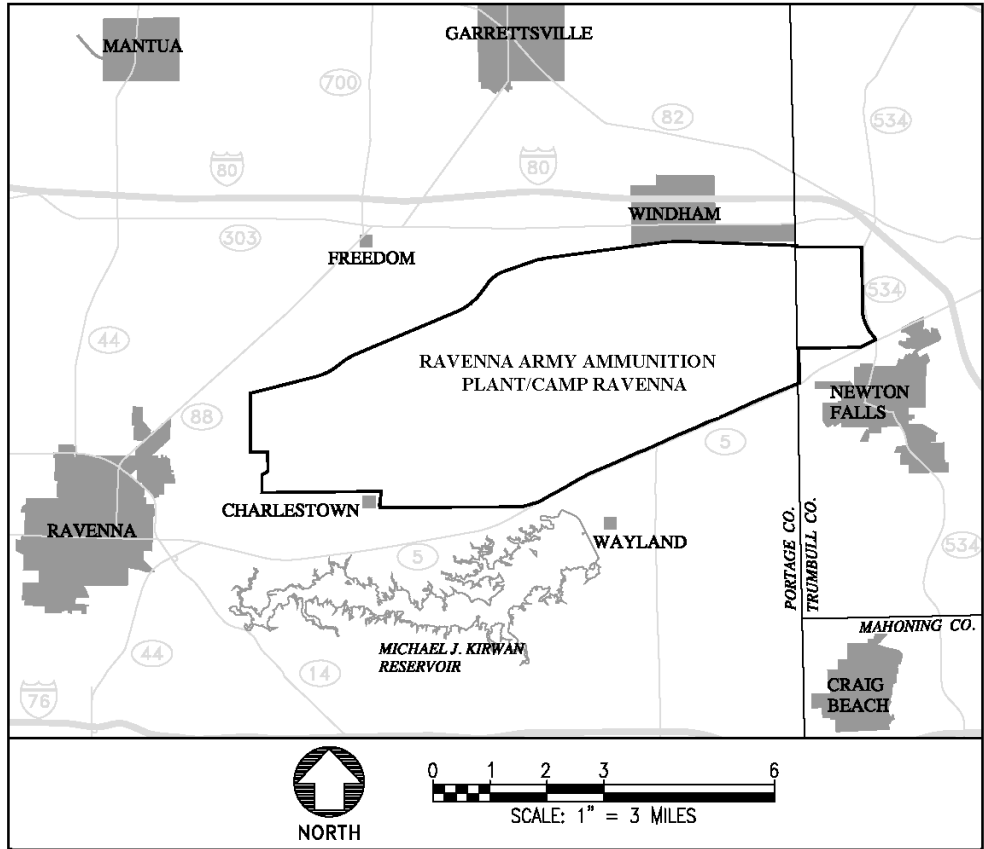 MANTUA
GARRETTSVILLE
700
82
534
80
80
WINDHAM
303
FREEDOM
534
44
RAVENNA ARMY AMMUNITION
PLANT/CAMP RAVENNA
NEWTON
FALLS
88
5
CHARLESTOWN
RAVENNA
WAYLAND
5
534
PORTAGE CO.
TRUMBULL CO.
MAHONING CO.
MICHAEL J. KIRWAN
RESERVOIR
44
14
76
CRAIG
BEACH
0 1 2 3 6
SCALE: 1" = 3 MILES
NORTH